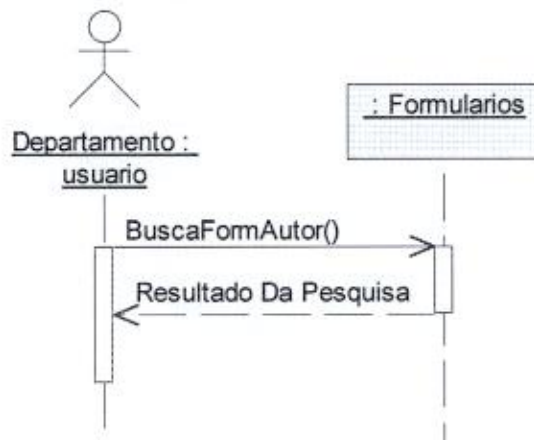 Departamento :
usuario
: Formularios
BuscaFormAutor()
Resultado Da Pesquisa